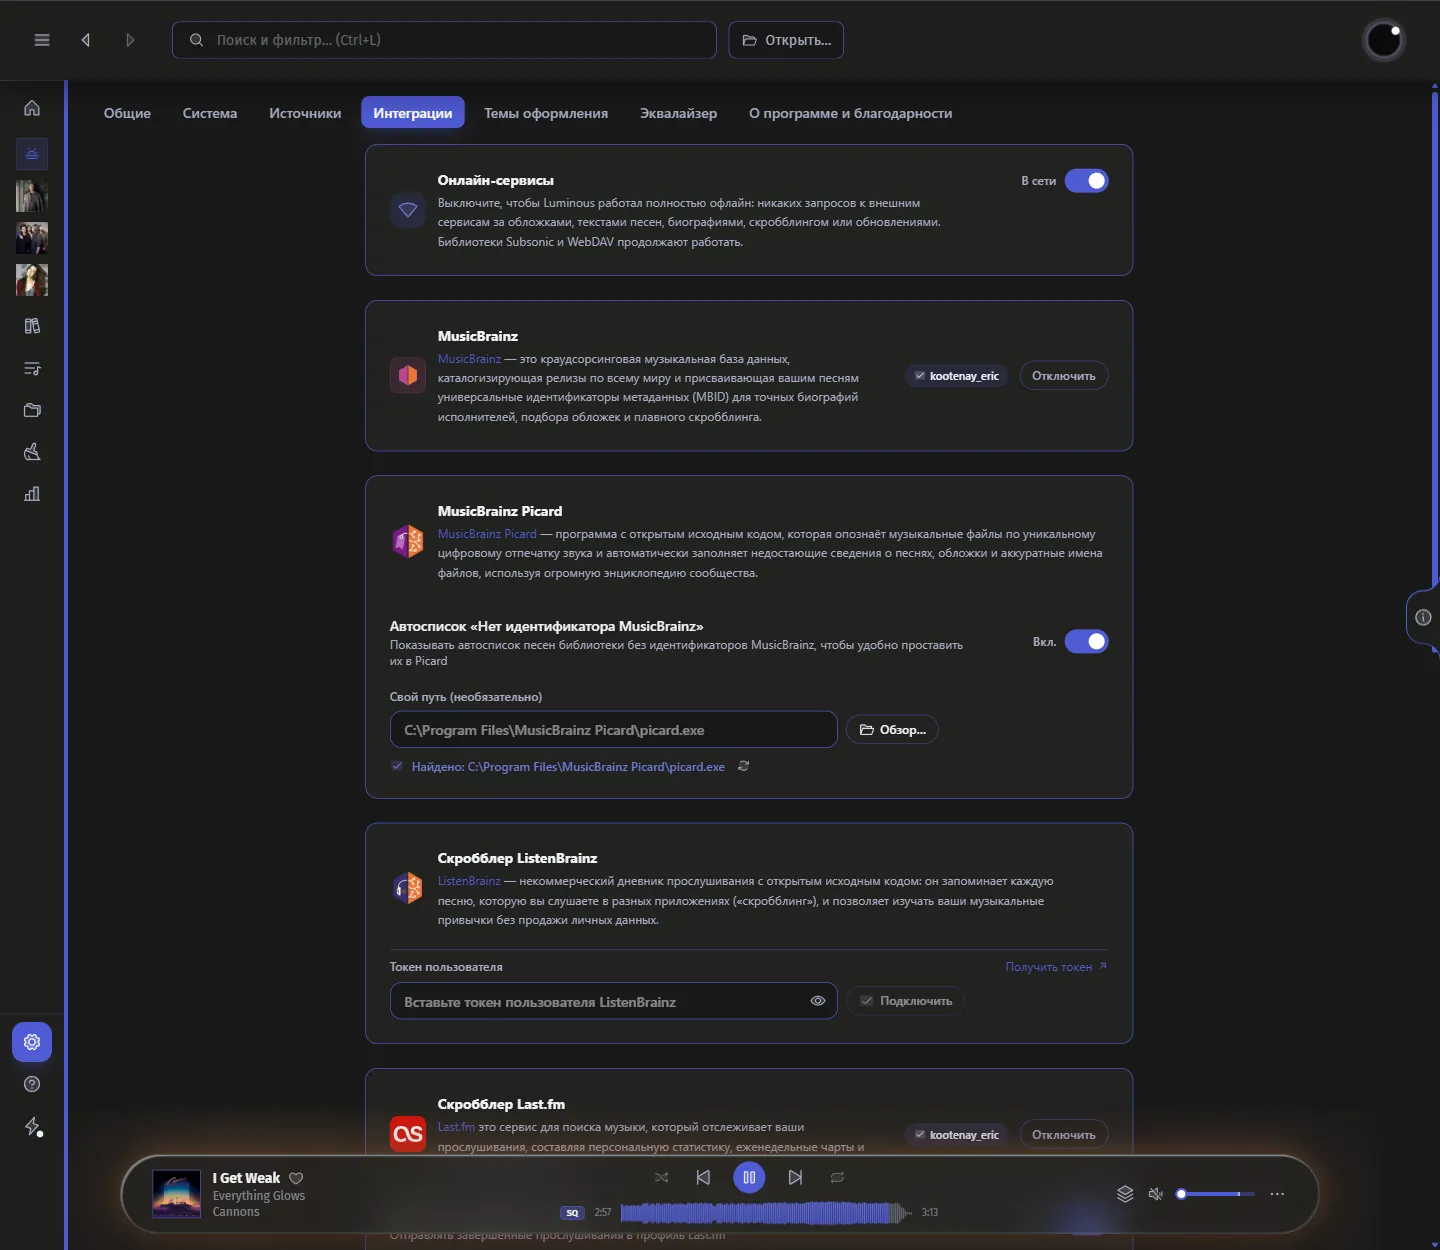 Поиск и фильтр... (Ctrl+L)
Открыть...
Общие
Система
Источники
Интеграции
Темы оформления
Эквалайзер
О программе и благодарности
Онлайн-сервисы
В сети
Выключите, чтобы Luminous работал полностью офлайн: никаких запросов к внешним
сервисам за обложками, текстами песен, биографиями, скробблингом или обновлениями.
Библиотеки Subsonic и WebDAV продолжают работать.
MusicBrainz
MusicBrainz — это краудсорсинговая музыкальная база данных,
каталогизирующая релизы по всему миру и присваивающая вашим песням
универсальные идентификаторы метаданных (MBID) для точных биографий
исполнителей, подбора обложек и плавного скробблинга.
kootenay_eric
Отключить
MusicBrainz Picard
MusicBrainz Picard — программа с открытым исходным кодом, которая опознаёт музыкальные файлы по уникальному
цифровому отпечатку звука и автоматически заполняет недостающие сведения о песнях, обложки и аккуратные имена
файлов, используя огромную энциклопедию сообщества.
Автосписок «Нет идентификатора MusicBrainz»
Показывать автосписок песен библиотеки без идентификаторов MusicBrainz, чтобы удобно проставить
их в Picard
Вкл.
Свой путь (необязательно)
C:\Program Files\MusicBrainz Picard\picard.exe
Обзор...
Найдено: C:\Program Files\MusicBrainz Picard\picard.exe
Скробблер ListenBrainz
ListenBrainz — некоммерческий дневник прослушивания с открытым исходным кодом: он запоминает каждую
песню, которую вы слушаете в разных приложениях («скробблинг»), и позволяет изучать ваши музыкальные
привычки без продажи личных данных.
Токен пользователя
Получить токен
Вставьте токен пользователя ListenBrainz
Подключить
Скробблер Last.fm
Last.fm это сервис для поиска музыки, который отслеживает ваши
прослушивания, составляя персональную статистику, еженедельные чарты и
kootenay_eric
Отключить
I Get Weak
Everything Glows
Cannons
SQ
2:57
3:13
Отправлять завершённые прослушивания в профиль Last.fm